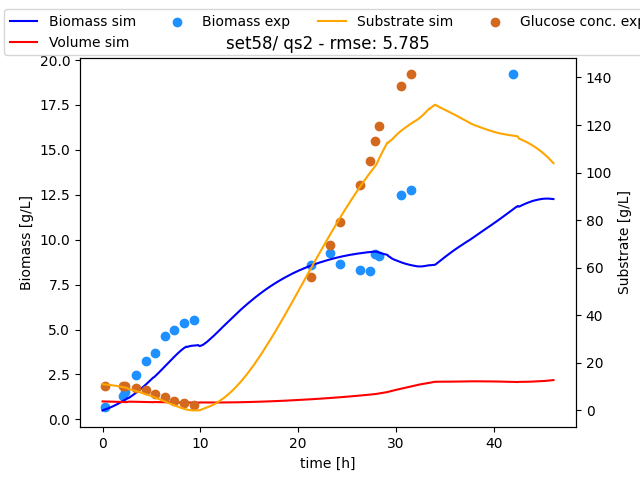 Biomass sim
Biomass exp
Substrate sim
Glucose conc. exp
Volume sim
set58/ qs2 - rmse: 5.785
20.0
17.5
15.0
12.5
10.0
7.5
5.0
2.5
0.0
Biomass [g/L]
140
120
100
80
60
40
20
0
Substrate [g/L]
0
10
20
30
40
time [h]